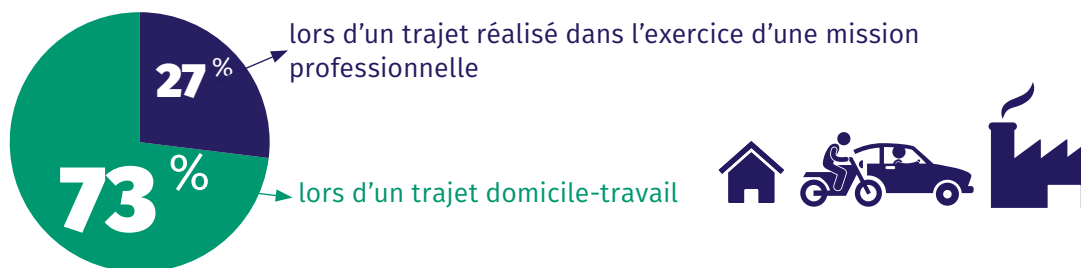 27 %
lors d’un trajet réalisé dans l’exercice d’une mission
professionnelle
73 %
lors d’un trajet domicile-travail